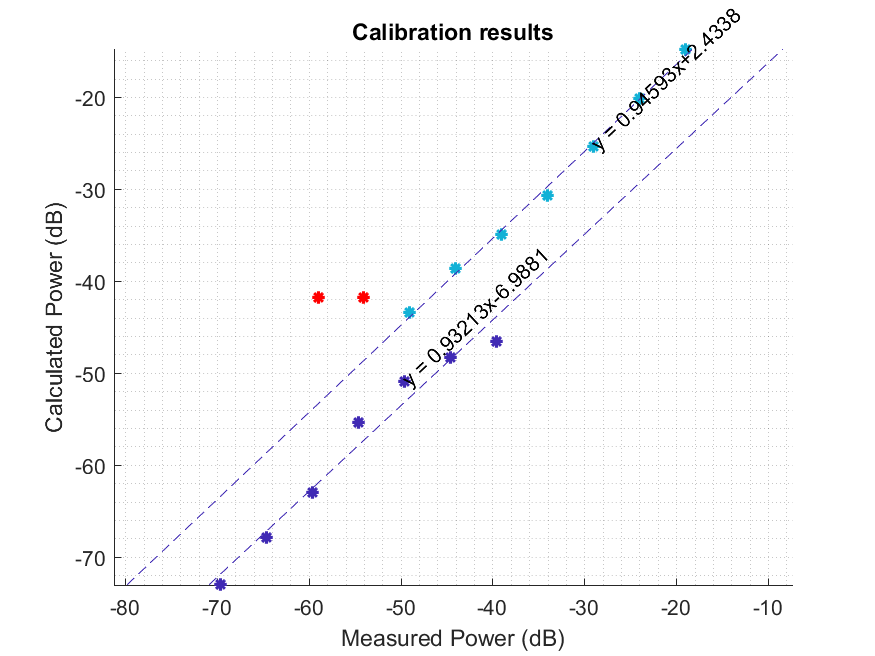 Calibration results
y = 0.94593x+2.4338
y = 0.93213x-6.9881
Calculated Power (dB)
-20
-30
-40
-50
-60
-70
-80 -70 -60 -50 -40 -30 -20 -10
Measured Power (dB)